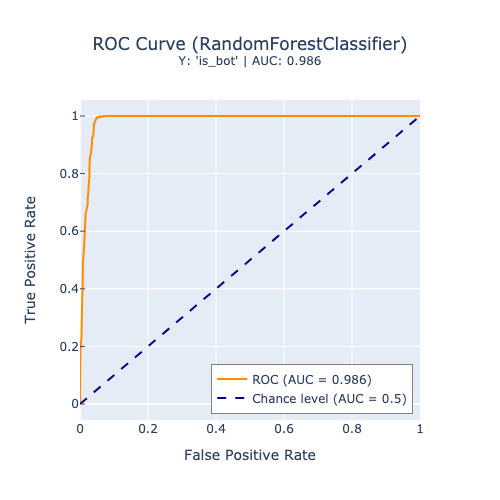 ROC Curve (RandomForestClassifier)
Y: 'is_bot' | AUC: 0.986
1
0.8
0.6
0.4
0.2
0
True Positive Rate
ROC (AUC = 0.986)
Chance level (AUC = 0.5)
0 0.2 0.4 0.6 0.8 1
False Positive Rate